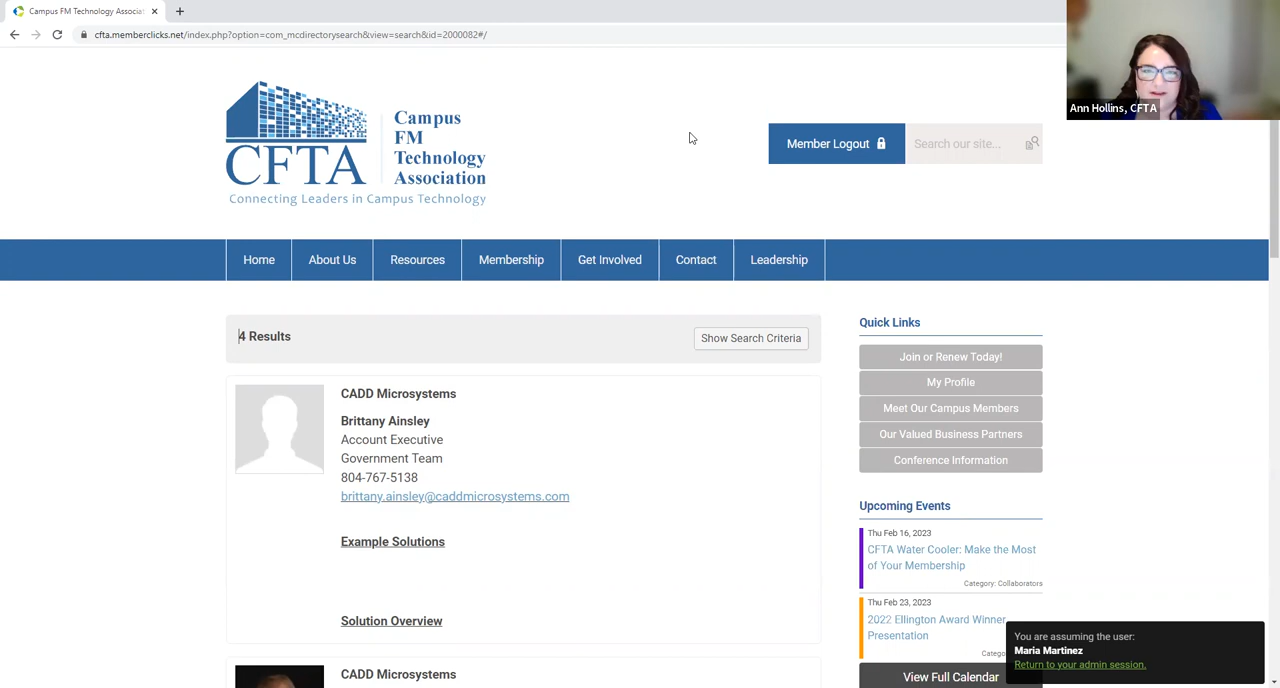 Campus FM Technology Associat
cfta.memberclicks.net/index.php?option=com_mcdirectorysearch&view=search&id=2000082#/
Ann Hollins, CFTA
CFTA
Campus
FM
Technology
Association
Connecting Leaders in Campus Technology
Member Logout
Search our site...
Home
About Us
Resources
Membership
Get Involved
Contact
Leadership
4 Results
Show Search Criteria
CADD Microsystems
Brittany Ainsley
Account Executive
Government Team
804-767-5138
brittany.ainsley@caddmicrosystems.com
Example Solutions
Solution Overview
CADD Microsystems
Quick Links
Join or Renew Today!
My Profile
Meet Our Campus Members
Our Valued Business Partners
Conference Information
Upcoming Events
Thu Feb 16, 2023
CFTA Water Cooler: Make the Most
of Your Membership
Category: Collaborators
Thu Feb 23, 2023
2022 Ellington Award Winner
Presentation
Catego
View Full Calendar
You are assuming the user:
Maria Martinez
Return to your admin session.